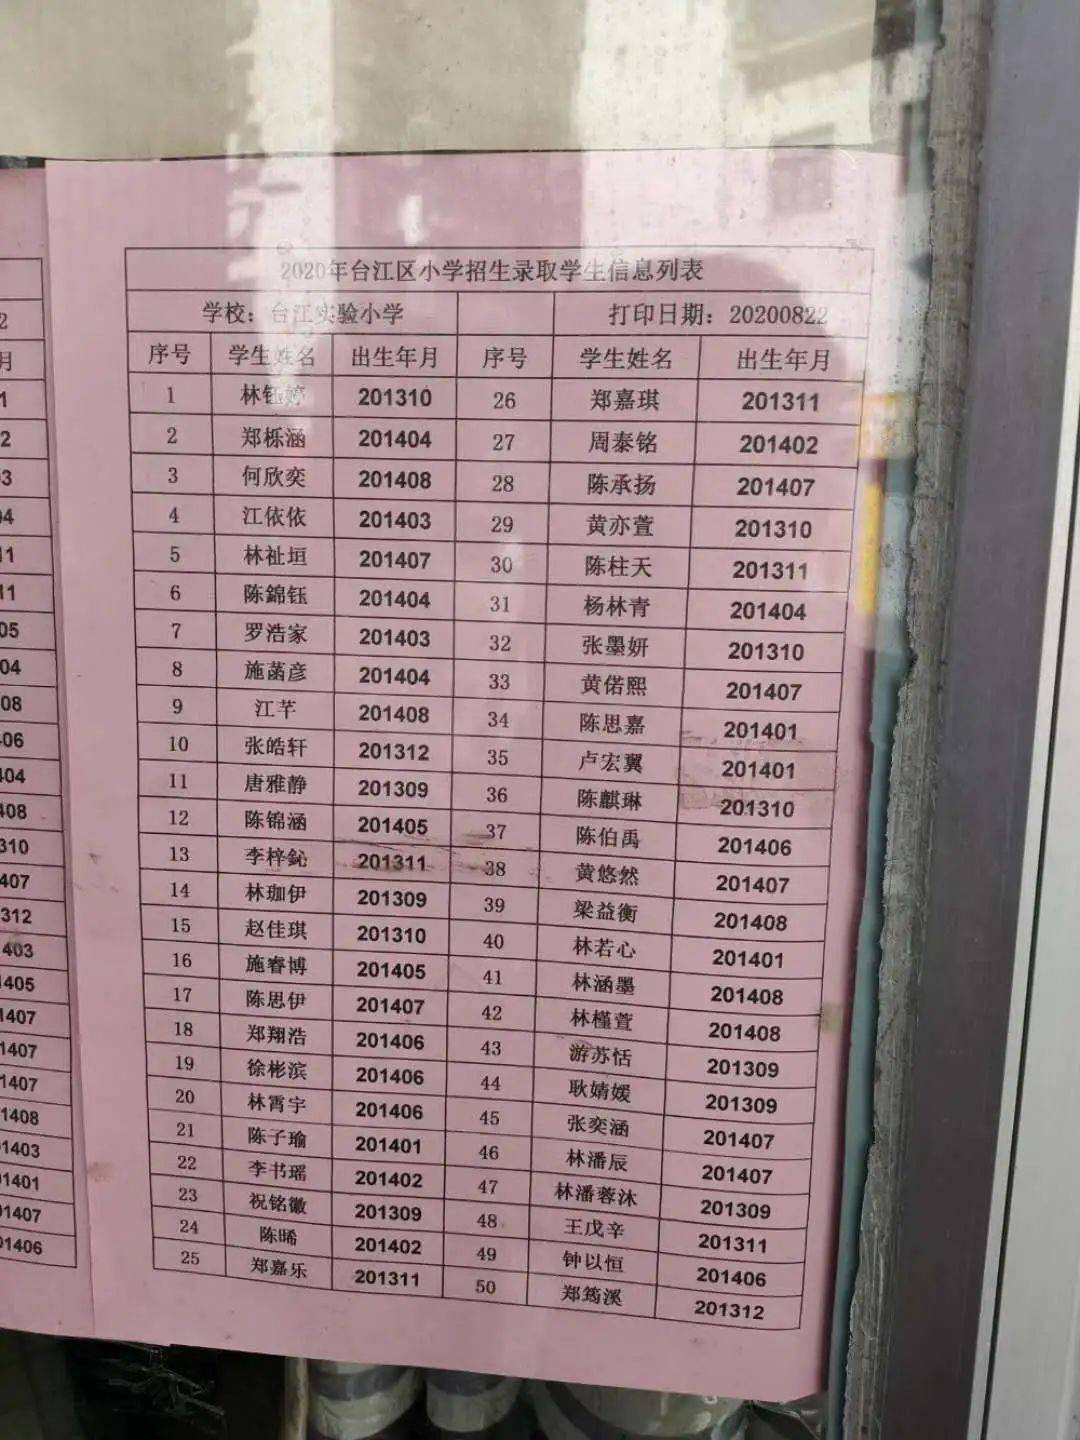 2020年台江区小学招生录取学生信息列表
学校：台江实验小学 打印日期：20200822
序号 学生姓名 出生年月 序号 学生姓名 出生年月
1 林钰婷 201310 26 郑嘉琪 201311
2 郑栎涵 201404 27 周泰铭 201402
3 何欣奕 201408 28 陈承扬 201407
4 江依依 201403 29 黄亦萱 201310
5 林祉垣 201407 30 陈柱天 201311
6 陈錦钰 201404 31 杨林青 201404
7 罗浩家 201403 32 张墨妍 201310
8 施菡彦 201404 33 黄偌熙 201407
9 江芊 201408 34 陈思嘉 201401
10 张皓轩 201312 35 卢宏翼 201401
11 唐雅静 201309 36 陈麒琳 201310
12 陈锦涵 201405 37 陈伯禹 201406
13 李梓鈊 201311 38 黄悠然 201407
14 林珈伊 201309 39 梁益衡 201408
15 赵佳琪 201310 40 林若心 201401
16 施睿博 201405 41 林涵墨 201408
17 陈思伊 201407 42 林槿萱 201408
18 郑翔浩 201406 43 游苏恬 201309
19 徐彬滨 201406 44 耿婧媛 201309
20 林霄宇 201406 45 张奕涵 201407
21 陈子瑜 201401 46 林潘辰 201407
22 李书瑶 201402 47 林潘蓉沐 201309
23 祝铭徽 201309 48 王戊辛 201311
24 陈晞 201402 49 钟以恒 201406
25 郑嘉乐 201311 50 郑筠溪 201312